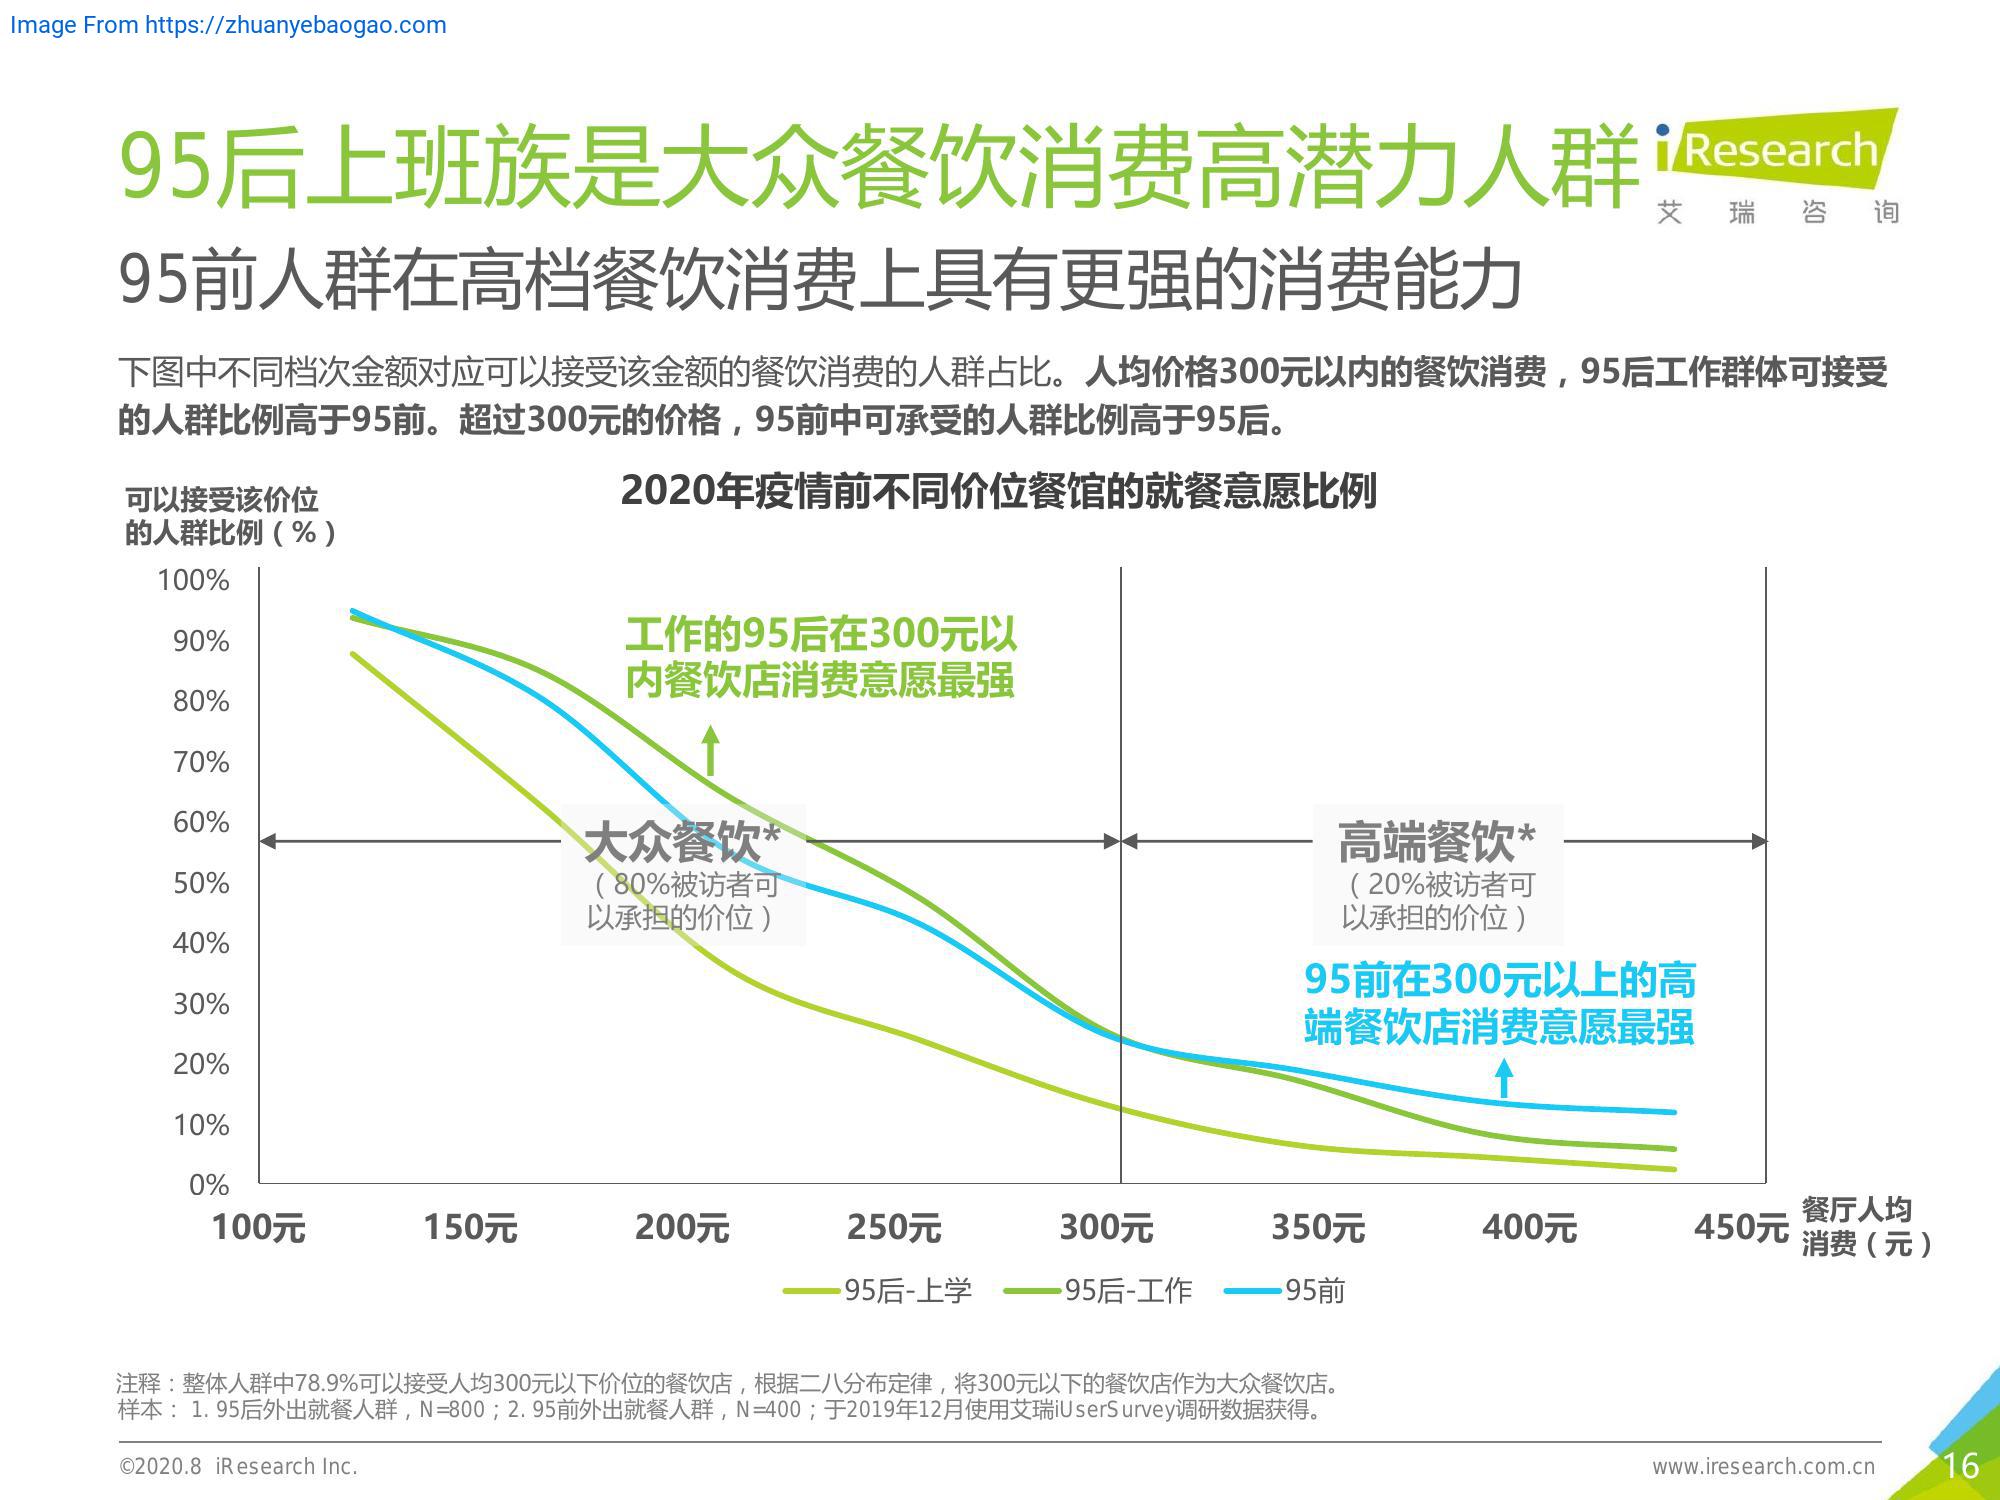 Image From https://zhuanyebaogao.com
95后上班族是大众餐饮消费高潜力人群
iResearch
艾瑞咨询
95前人群在高档餐饮消费上具有更强的消费能力
下图中不同档次金额对应可以接受该金额的餐饮消费的人群占比。人均价格300元以内的餐饮消费，95后工作群体可接受
的人群比例高于95前。超过300元的价格，95前中可承受的人群比例高于95后。
2020年疫情前不同价位餐馆的就餐意愿比例
可以接受该价位
的人群比例（%）
100%
90%
80%
70%
60%
50%
40%
30%
20%
10%
0%
工作的95后在300元以
内餐饮店消费意愿最强
大众餐饮*
（80%被访者可
以承担的价位）
高端餐饮*
（20%被访者可
以承担的价位）
95前在300元以上的高
端餐饮店消费意愿最强
100元
150元
200元
250元
300元
350元
400元
450元
餐厅人均
消费（元）
95后-上学
95后-工作
95前
注释：整体人群中78.9%可以接受人均300元以下价位的餐饮店，根据二八分布定律，将300元以下的餐饮店作为大众餐饮店。
样本： 1. 95后外出就餐人群，N=800；2. 95前外出就餐人群，N=400；于2019年12月使用艾瑞iUserSurvey调研数据获得。
©2020.8 iResearch Inc.
www.iresearch.com.cn
16